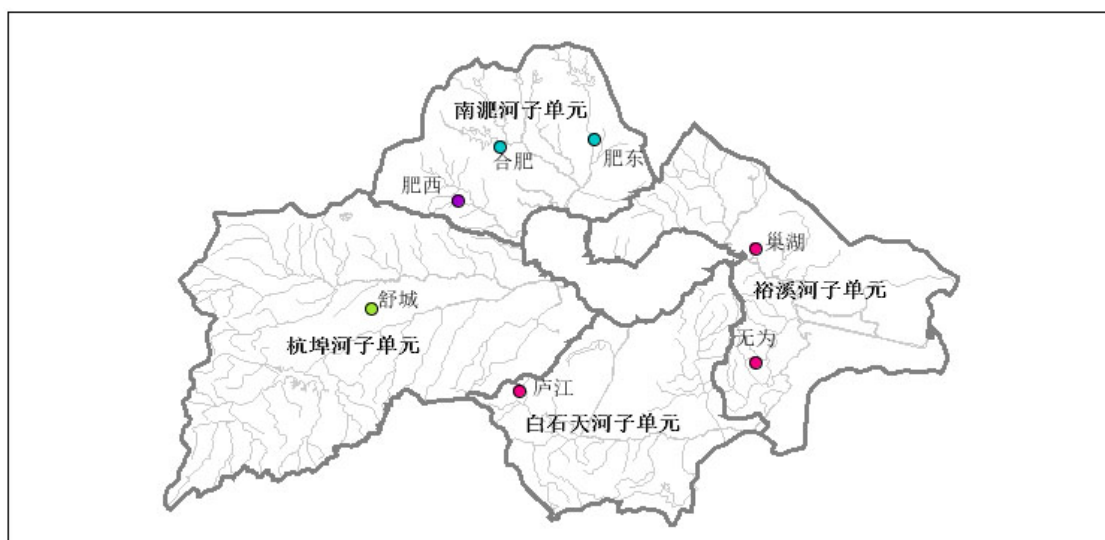 南淝河子单元
合肥
肥东
肥西
巢湖
裕溪河子单元
舒城
无为
杭埠河子单元
庐江
白石天河子单元